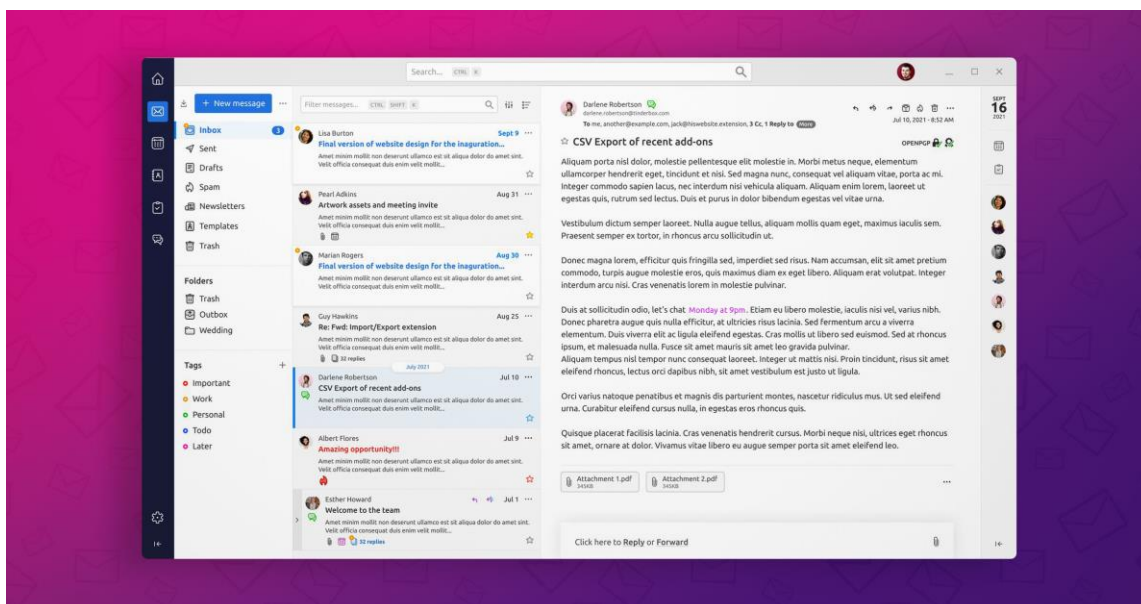 Search... CTRL K
+ New message
Inbox 3
Sent
Drafts
Spam
Newsletters
Templates
Trash
Folders
Trash
Outbox
Wedding
Tags +
Important
Work
Personal
Todo
Later
Filter messages... CTRL SHIFT K
Lisa Burton Sept 9
Final version of website design for the inaguration...
Amet minim mollit non deserunt ullamco est sit aliqua dolor do amet sint.
Velit officia consequat duis enim velit mollit...
Pearl Adkins Aug 31
Artwork assets and meeting invite
Amet minim mollit non deserunt ullamco est sit aliqua dolor do amet sint.
Velit officia consequat duis enim velit mollit...
Marian Rogers Aug 30
Final version of website design for the inaguration...
Amet minim mollit non deserunt ullamco est sit aliqua dolor do amet sint.
Velit officia consequat duis enim velit mollit...
Guy Hawkins Aug 25
Re: Fwd: Import/Export extension
Amet minim mollit non deserunt ullamco est sit aliqua dolor do amet sint.
Velit officia consequat duis enim velit mollit...
32 replies
July 2021
Darlene Robertson Jul 10
CSV Export of recent add-ons
Amet minim mollit non deserunt ullamco est sit aliqua dolor do amet sint.
Velit officia consequat duis enim velit mollit...
Albert Flores Jul 9
Amazing opportunity!!!
Amet minim mollit non deserunt ullamco est sit aliqua dolor do amet sint.
Velit officia consequat duis enim velit mollit...
Esther Howard Jul 1
Welcome to the team
Amet minim mollit non deserunt ullamco est sit aliqua dolor do amet sint.
Velit officia consequat duis enim velit mollit...
32 replies
Darlene Robertson
darlene.robertson@tinderbox.com
To me, another@example.com, jack@hiswebsite.extension, 3 Cc, 1 Reply to More
Jul 10, 2021 - 8:52 AM
CSV Export of recent add-ons
OPENPGP
Aliquam porta nisl dolor, molestie pellentesque elit molestie in. Morbi metus neque, elementum
ullamcorper hendrerit eget, tincidunt et nisi. Sed magna nunc, consequat vel aliquam vitae, porta ac mi.
Integer commodo sapien lacus, nec interdum nisi vehicula aliquam. Aliquam enim lorem, laoreet ut
egestas quis, rutrum sed lectus. Duis et purus in dolor bibendum egestas vel vitae urna.
Vestibulum dictum semper laoreet. Nulla augue tellus, aliquam mollis quam eget, maximus iaculis sem.
Praesent semper ex tortor, in rhoncus arcu sollicitudin ut.
Donec magna lorem, efficitur quis fringilla sed, imperdiet sed risus. Nam accumsan, elit sit amet pretium
commodo, turpis augue molestie eros, quis maximus diam ex eget libero. Aliquam erat volutpat. Integer
interdum arcu nisi. Cras venenatis lorem in molestie pulvinar.
Duis at sollicitudin odio, let's chat Monday at 9pm. Etiam eu libero molestie, iaculis nisi vel, varius nibh.
Donec pharetra augue quis nulla efficitur, at ultricies risus lacinia. Sed fermentum arcu a viverra
elementum. Duis viverra elit ac ligula eleifend egestas. Cras mollis ut libero sed euismod. Sed at rhoncus
ipsum, et malesuada nulla. Fusce sit amet mauris sit amet leo gravida pulvinar.
Aliquam tempus nisl tempor nunc consequat laoreet. Integer ut mattis nisi. Proin tincidunt, risus sit amet
eleifend rhoncus, lectus orci dapibus nibh, sit amet vestibulum est justo ut ligula.
Orci varius natoque penatibus et magnis dis parturient montes, nascetur ridiculus mus. Ut sed eleifend
urna. Curabitur eleifend cursus nulla, in egestas eros rhoncus quis.
Quisque placerat facilisis lacinia. Cras venenatis hendrerit cursus. Morbi neque nisi, ultrices eget rhoncus
sit amet, ornare at dolor. Vivamus vitae libero eu augue semper porta sit amet eleifend leo.
Attachment 1.pdf
345KB
Attachment 2.pdf
345KB
Click here to Reply or Forward
SEPT
16
2021